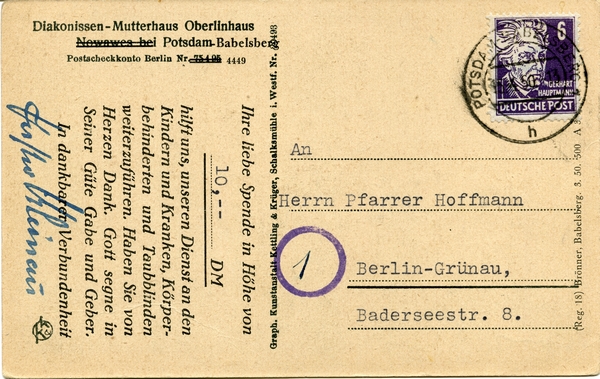 Diakonissen-Mutterhaus Oberlinhaus
Nowawes bei Potsdam-Babelsberg
Postscheckkonto Berlin Nr. 4449
Ihre liebe Spende in Höhe von
10,-- DM
hilft uns, unseren Dienst an den
Kindern und Kranken, Körper-
behinderten und Taubblinden
weiterzuführen. Haben Sie von
Herzen Dank. Gott segne in
Seiner Güte Gabe und Geber.
In dankbarer Verbundenheit
Graph. Kunstanstalt Kettling & Krüger, Schalksmühle i. Westf. Nr.
6
GERHART
HAUPTMANN
DEUTSCHE POST
POTSDAM
h
An
Herrn Pfarrer Hoffmann
1
Berlin-Grünau,
Baderseestr. 8.
(Reg. 18) Brönner, Babelsberg. 3. 50. 500 A 3